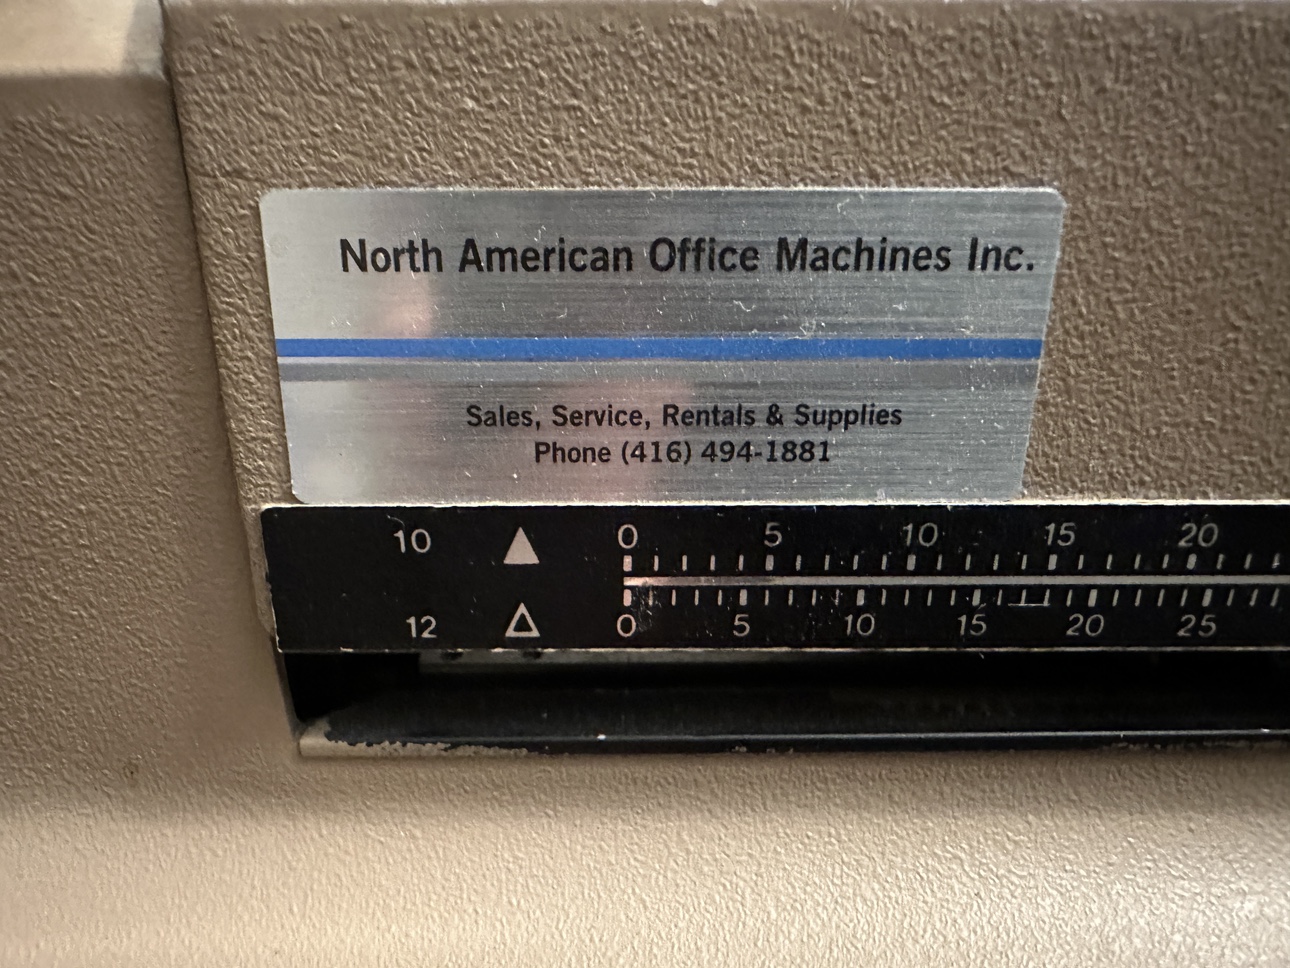 North American Office Machines Inc.
Sales, Service, Rentals & Supplies
Phone (416) 494-1881
10 ▲ 0 5 10 15 20
12 △ 0 5 10 15 20 25